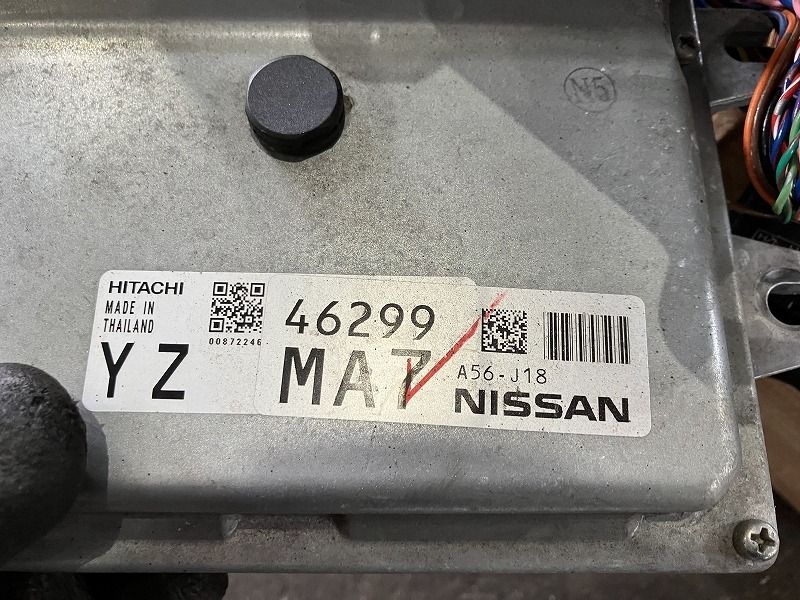 N5
HITACHI
MADE IN
THAILAND
00872246
YZ
46299
MA7
A56-J18
NISSAN